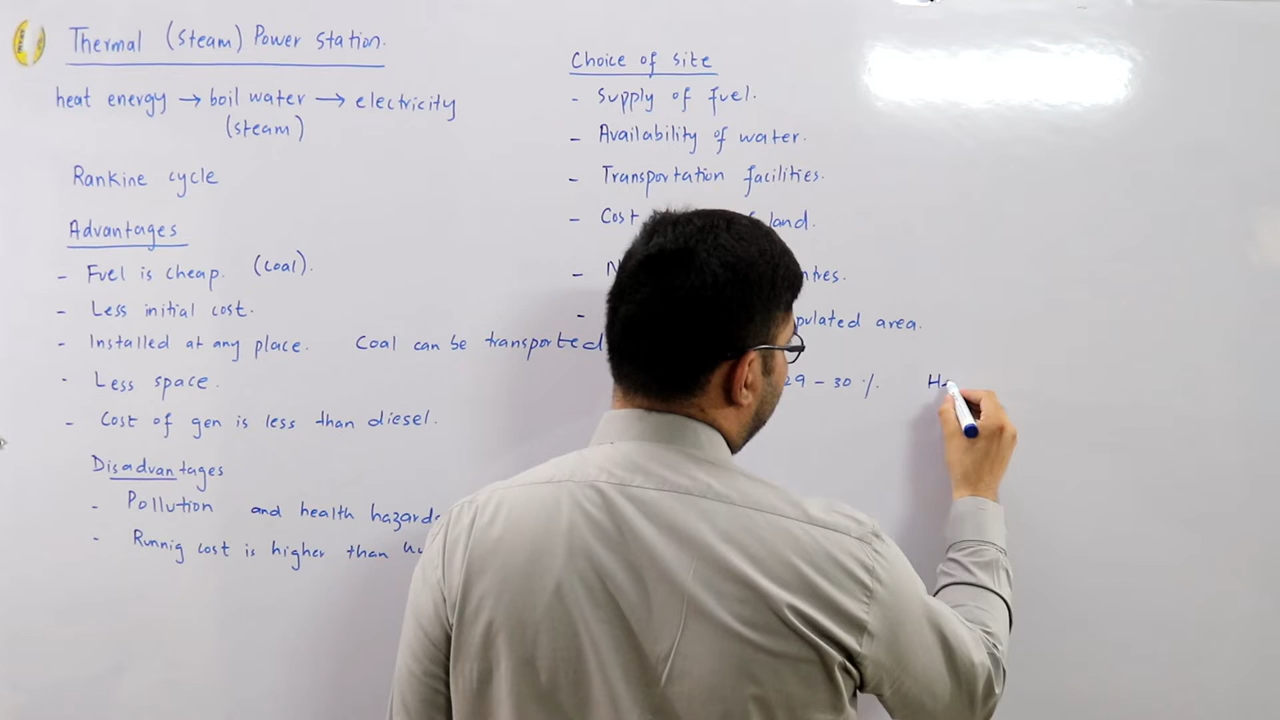 Thermal (steam) Power station.
heat energy → boil water → electricity
(steam)
Rankine cycle
Advantages
- Fuel is cheap. (coal).
- Less initial cost.
- Installed at any place. Coal can be transported
- Less space.
- Cost of gen is less than diesel.
Disadvantages
- Pollution and health hazards
- Runnig cost is higher than
Choice of site
- Supply of fuel.
- Availability of water.
- Transportation facilities.
- Cost land.
-
-  area.
29 - 30 %.